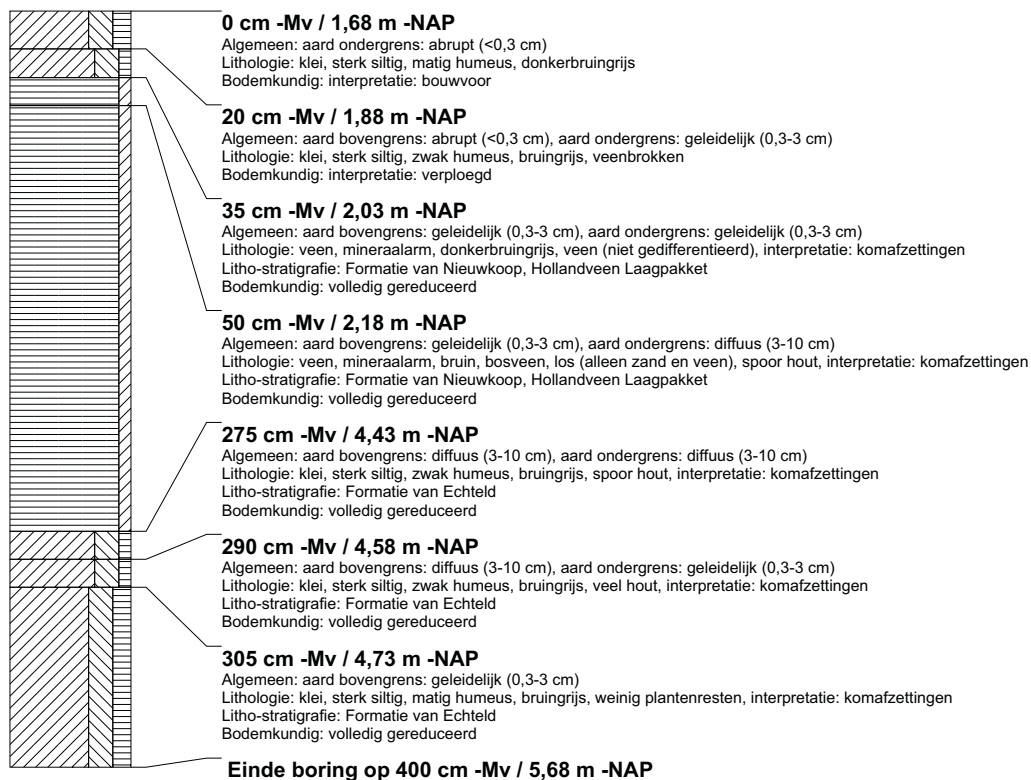 0 cm -Mv / 1,68 m -NAP
Algemeen: aard ondergrens: abrupt (<0,3 cm)
Lithologie: klei, sterk siltig, matig humeus, donkerbruingrijs
Bodemkundig: interpretatie: bouwvoor
20 cm -Mv / 1,88 m -NAP
Algemeen: aard bovengrens: abrupt (<0,3 cm), aard ondergrens: geleidelijk (0,3-3 cm)
Lithologie: klei, sterk siltig, zwak humeus, bruingrijs, veenbrokken
Bodemkundig: interpretatie: verploegd
35 cm -Mv / 2,03 m -NAP
Algemeen: aard bovengrens: geleidelijk (0,3-3 cm), aard ondergrens: geleidelijk (0,3-3 cm)
Lithologie: veen, mineraalarm, donkerbruingrijs, veen (niet gedifferentieerd), interpretatie: komafzettingen
Litho-stratigrafie: Formatie van Nieuwkoop, Hollandveen Laagpakket
Bodemkundig: volledig gereduceerd
50 cm -Mv / 2,18 m -NAP
Algemeen: aard bovengrens: geleidelijk (0,3-3 cm), aard ondergrens: diffuus (3-10 cm)
Lithologie: veen, mineraalarm, bruin, bosveen, los (alleen zand en veen), spoor hout, interpretatie: komafzettingen
Litho-stratigrafie: Formatie van Nieuwkoop, Hollandveen Laagpakket
Bodemkundig: volledig gereduceerd
275 cm -Mv / 4,43 m -NAP
Algemeen: aard bovengrens: diffuus (3-10 cm), aard ondergrens: diffuus (3-10 cm)
Lithologie: klei, sterk siltig, zwak humeus, bruingrijs, spoor hout, interpretatie: komafzettingen
Litho-stratigrafie: Formatie van Echteld
Bodemkundig: volledig gereduceerd
290 cm -Mv / 4,58 m -NAP
Algemeen: aard bovengrens: diffuus (3-10 cm), aard ondergrens: geleidelijk (0,3-3 cm)
Lithologie: klei, sterk siltig, zwak humeus, bruingrijs, veel hout, interpretatie: komafzettingen
Litho-stratigrafie: Formatie van Echteld
Bodemkundig: volledig gereduceerd
305 cm -Mv / 4,73 m -NAP
Algemeen: aard bovengrens: geleidelijk (0,3-3 cm)
Lithologie: klei, sterk siltig, matig humeus, bruingrijs, weinig plantenresten, interpretatie: komafzettingen
Litho-stratigrafie: Formatie van Echteld
Bodemkundig: volledig gereduceerd
Einde boring op 400 cm -Mv / 5,68 m -NAP